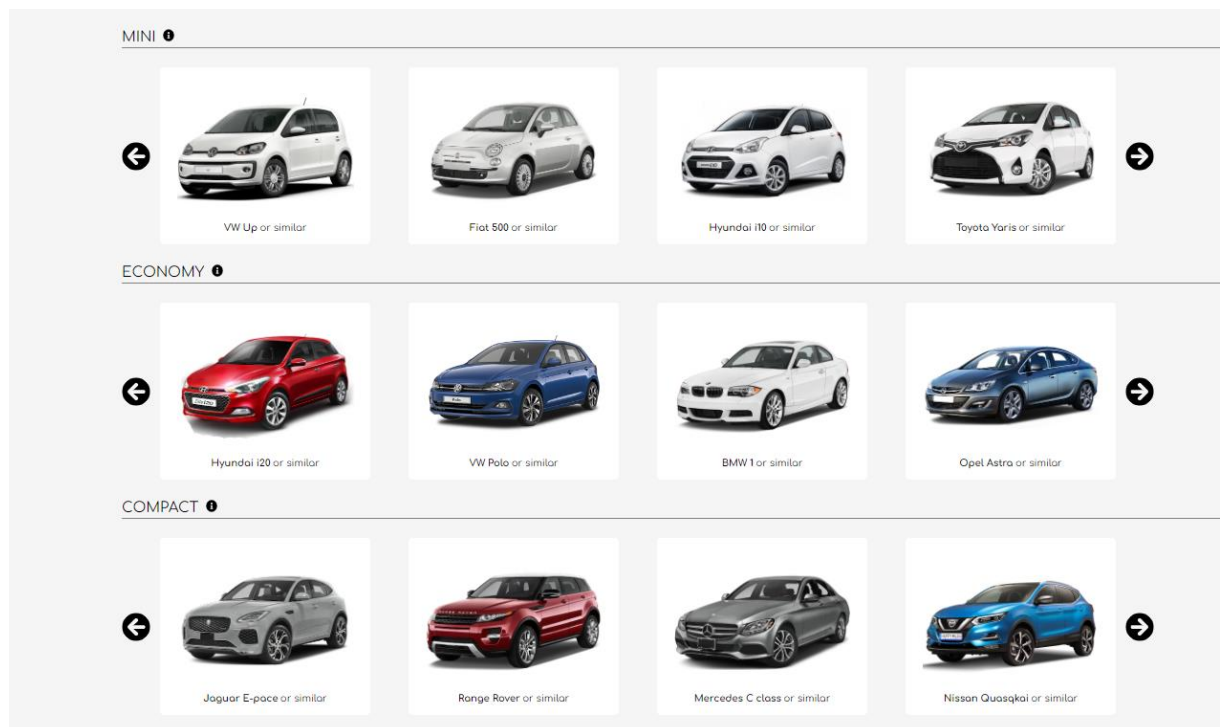 MINI
VW Up or similar
Fiat 500 or similar
Hyundai i10 or similar
Toyota Yaris or similar
ECONOMY
Hyundai i20 or similar
VW Polo or similar
BMW 1 or similar
Opel Astra or similar
COMPACT
Jaguar E-pace or similar
Range Rover or similar
Mercedes C class or similar
Nissan Quasqkai or similar